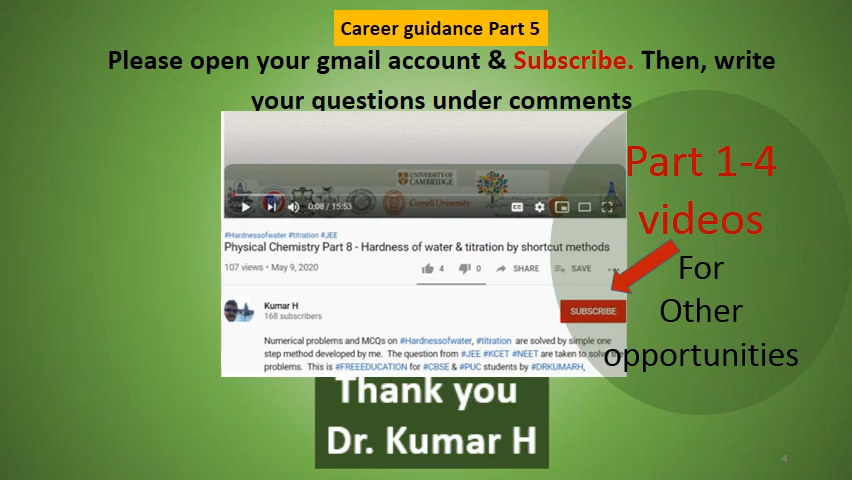 Career guidance Part 5
Please open your gmail account & Subscribe. Then, write
your questions under comments
UNIVERSITY OF
CAMBRIDGE
Cornell University
0:08 / 15:53
#Hardnessofwater #titration #JEE
Physical Chemistry Part 8 - Hardness of water & titration by shortcut methods
107 views • May 9, 2020
4
0
SHARE
SAVE
Kumar H
168 subscribers
SUBSCRIBE
Numerical problems and MCQs on #Hardnessofwater, #titration are solved by simple one
step method developed by me. The question from #JEE #KCET #NEET are taken to solve the
problems. This is #FREEEDUCATION for #CBSE & #PUC students by #DRKUMARH,
Part 1-4
videos
For
Other
opportunities
Thank you
Dr. Kumar H
4